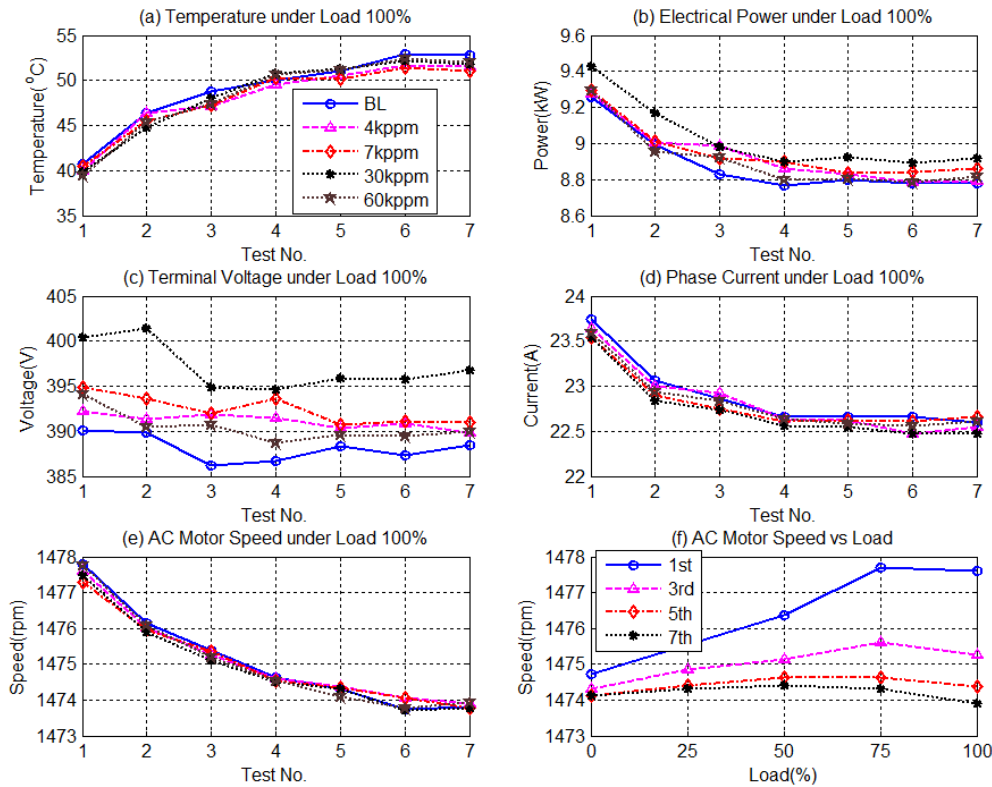 (a) Temperature under Load 100%
55
50
45
40
35
Temperature(°C)
BL
4kppm
7kppm
30kppm
60kppm
1 2 3 4 5 6 7
Test No.
(b) Electrical Power under Load 100%
9.6
9.4
9.2
9
8.8
8.6
Power(kW)
1 2 3 4 5 6 7
Test No.
(c) Terminal Voltage under Load 100%
405
400
395
390
385
Voltage(V)
1 2 3 4 5 6 7
Test No.
(d) Phase Current under Load 100%
24
23.5
23
22.5
22
Current(A)
1 2 3 4 5 6 7
Test No.
(e) AC Motor Speed under Load 100%
1478
1477
1476
1475
1474
1473
Speed(rpm)
1 2 3 4 5 6 7
Test No.
(f) AC Motor Speed vs Load
1478
1477
1476
1475
1474
1473
Speed(rpm)
1st
3rd
5th
7th
0 25 50 75 100
Load(%)